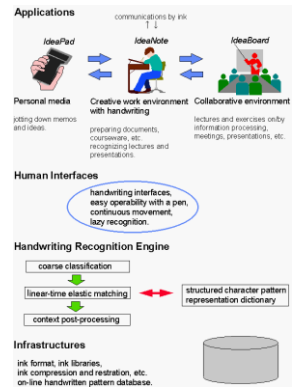 Applications
communications by ink
IdeaPad
IdeaNote
IdeaBoard
Personal media
jotting down memos
and ideas.
Creative work environment
with handwriting
preparing documents,
courseware, etc.
recognizing lectures and
presentations.
Collaborative environment
lectures and exercises on/by
information processing,
meetings, presentations, etc.
Human Interfaces
handwriting interfaces,
easy operability with a pen,
continuous movement,
lazy recognition.
Handwriting Recognition Engine
coarse classification
linear-time elastic matching
context post-processing
structured character pattern
representation dictionary
Infrastructures
ink format, ink libraries,
ink compression and restration, etc.
on-line handwritten pattern database.